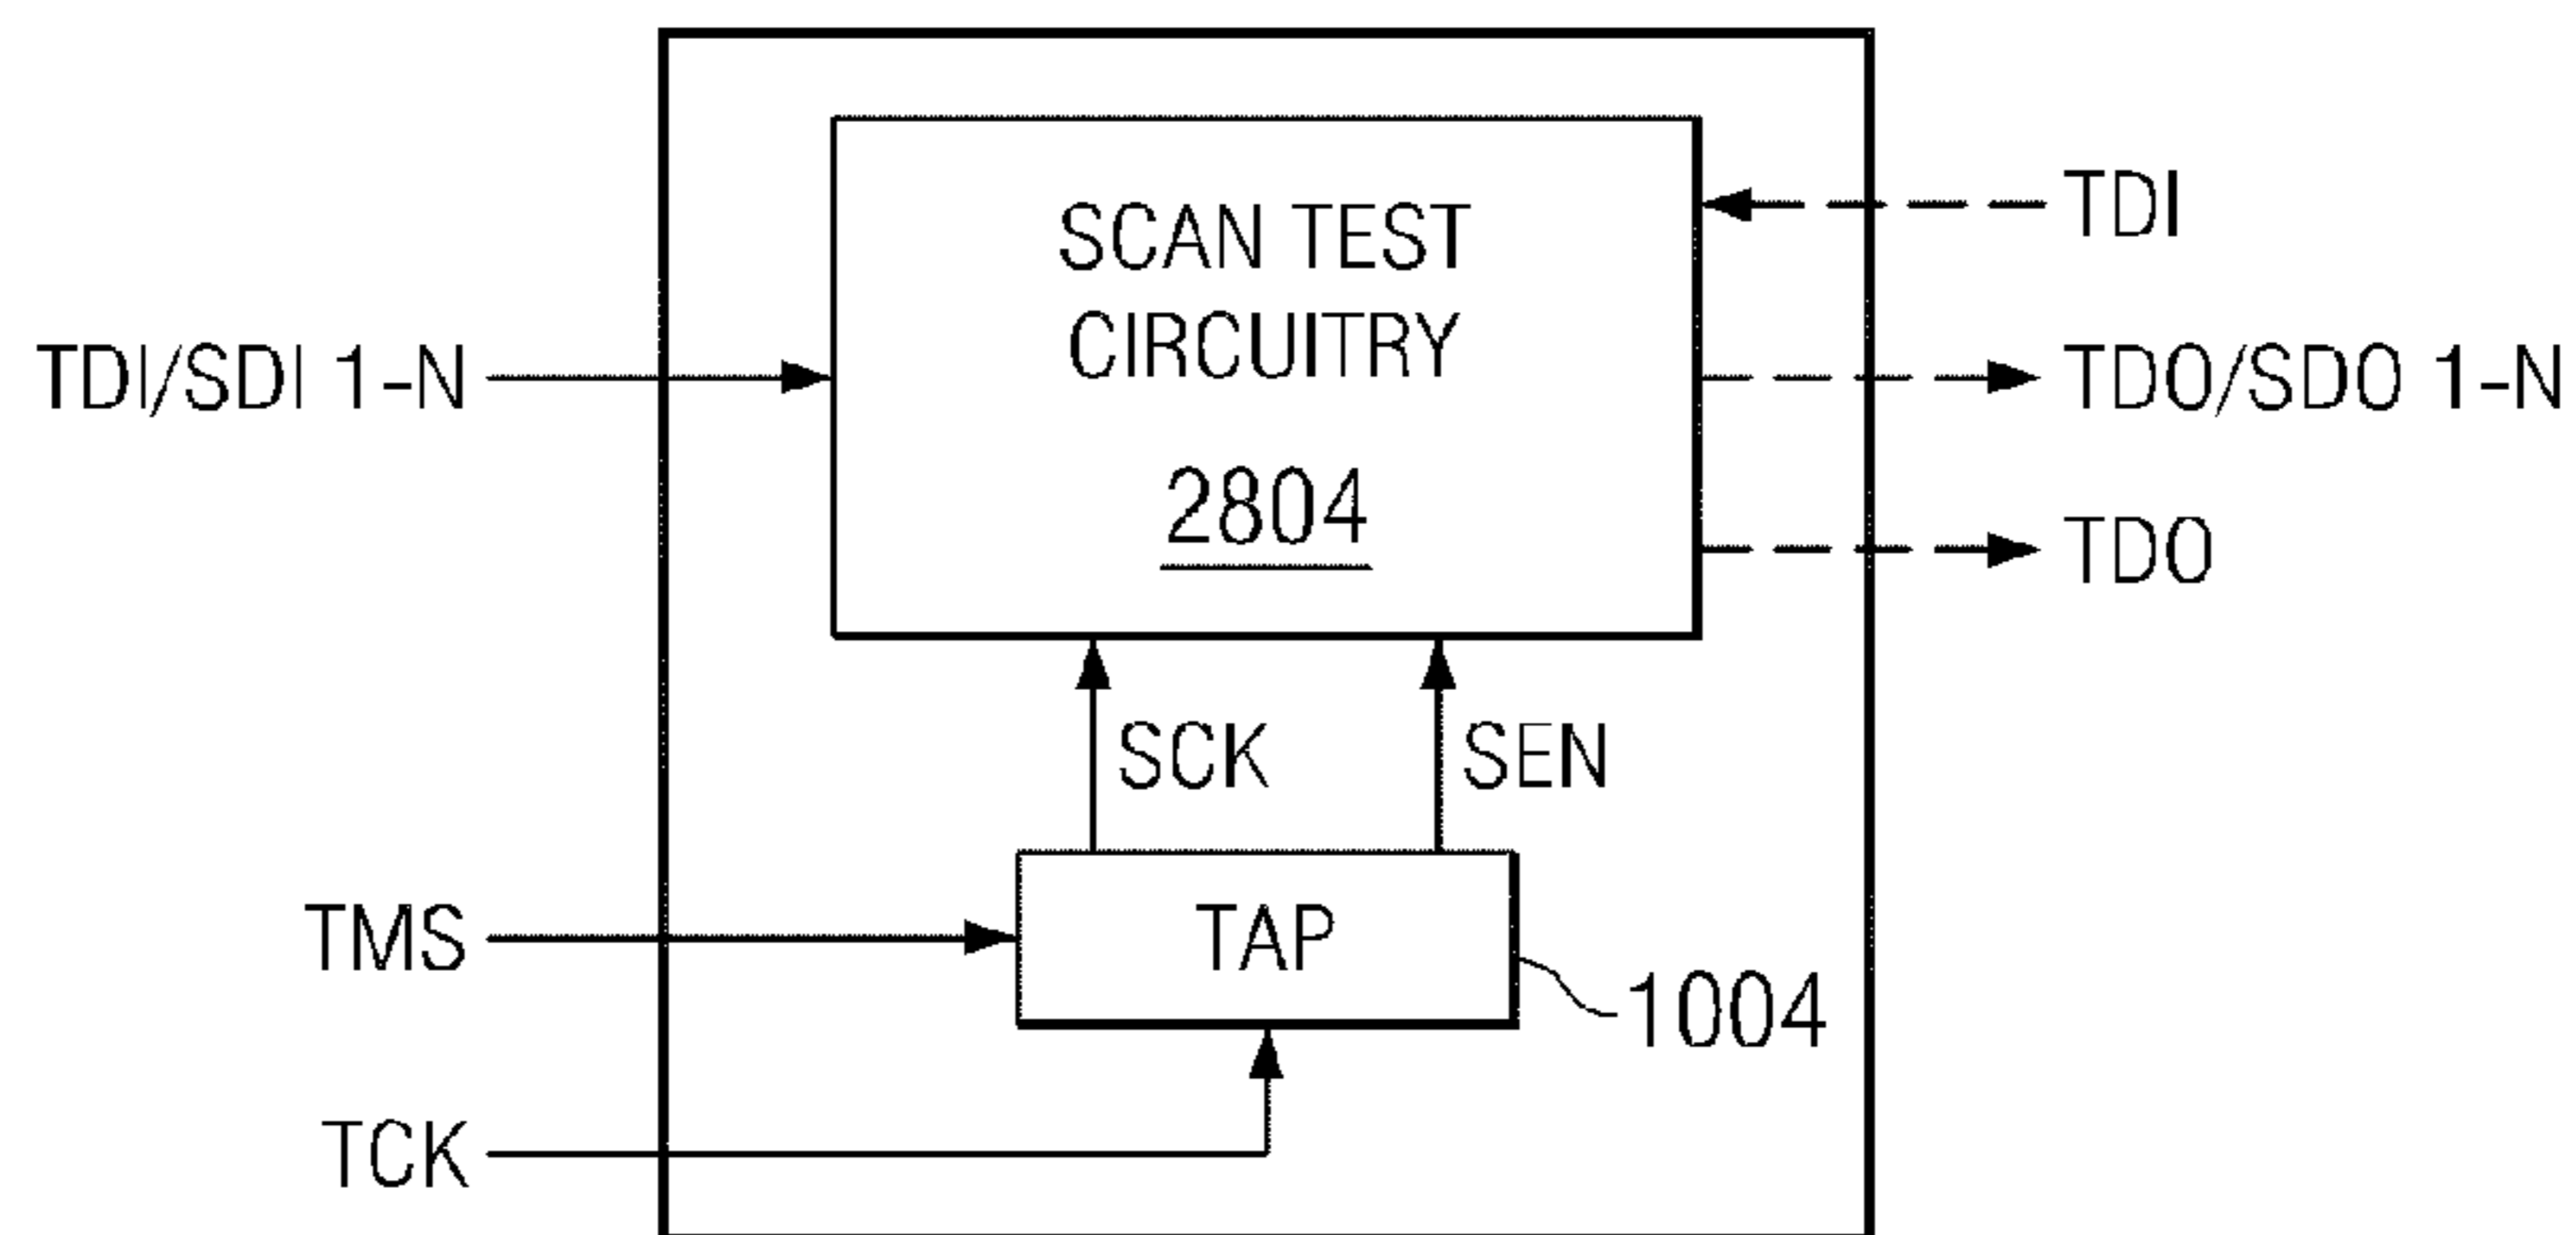 SCAN TEST
CIRCUITRY
2804
TDI
TDI/SDI 1-N
TDO/SDO 1-N
TDO
SCK
SEN
TMS
TAP
1004
TCK